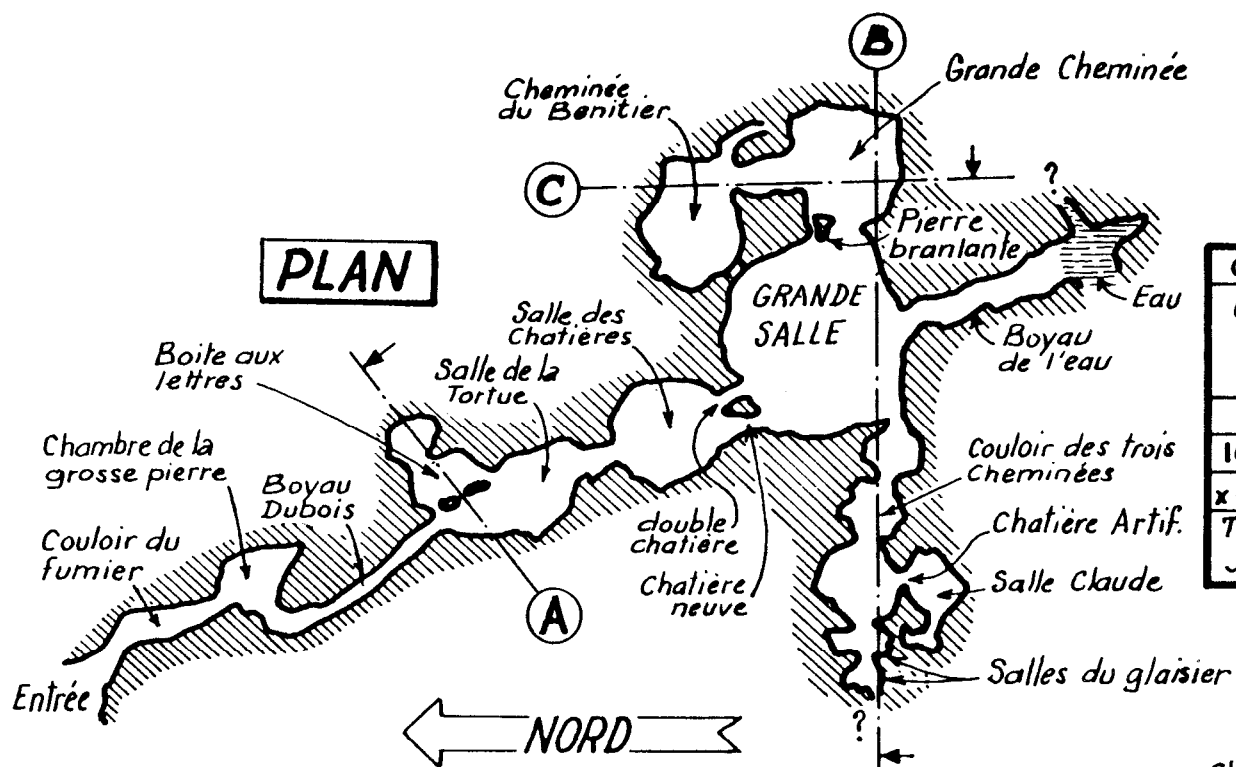 B
Grande Cheminée
Cheminée
du Bénitier
C
?
Pierre
branlante
PLAN
GRANDE
SALLE
Eau
Boyau
de l'eau
Salle des
Chatières
Boite aux
lettres
Salle de la
Tortue
Chambre de la
grosse pierre
Boyau
Dubois
Couloir du
fumier
double
chatière
Chatière
neuve
Couloir des trois
Cheminées
Chatière Artif.
Salle Claude
A
Salles du glaisier
Entrée
NORD
?